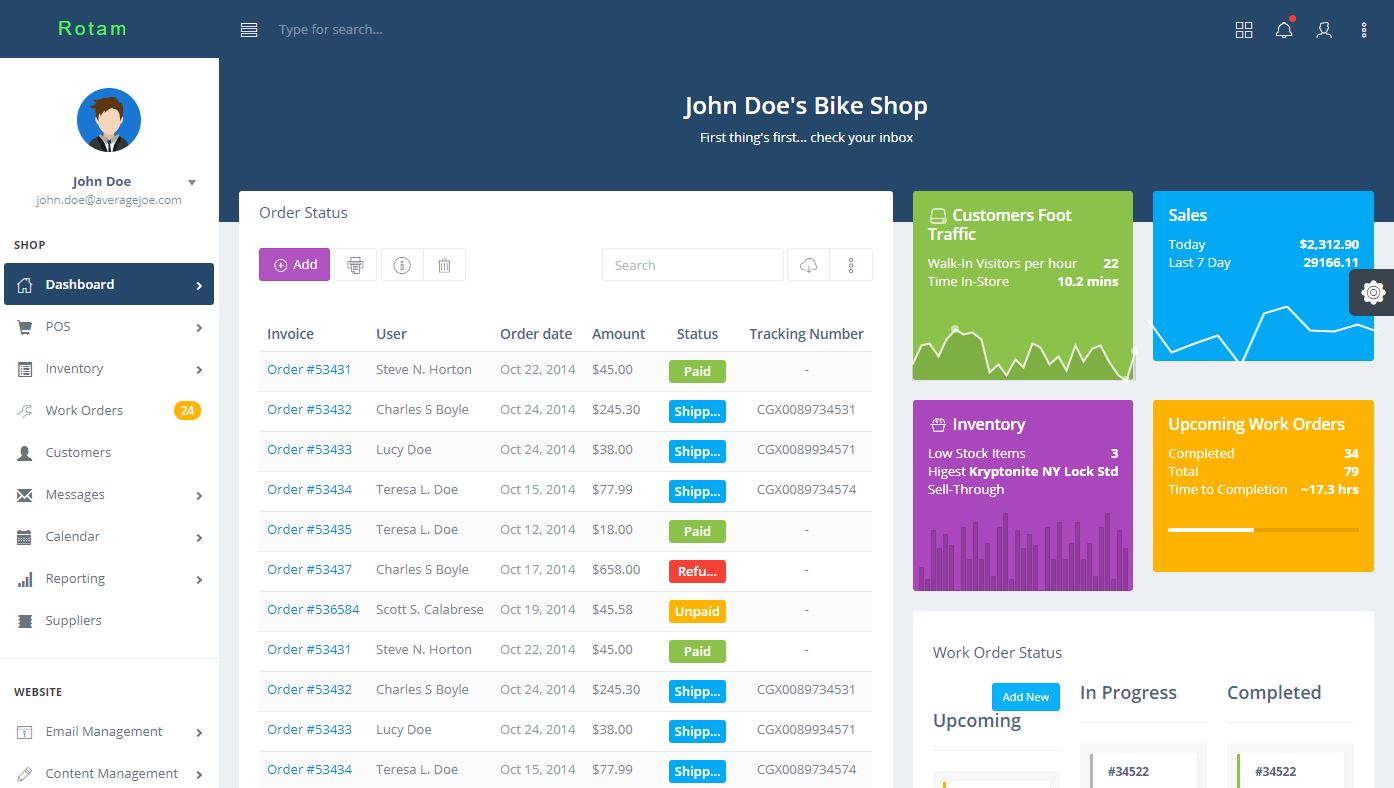 Rotam
Type for search...
John Doe
john.doe@averagejoe.com
SHOP
Dashboard
POS
Inventory
Work Orders 24
Customers
Messages
Calendar
Reporting
Suppliers
WEBSITE
Email Management
Content Management
John Doe's Bike Shop
First thing's first... check your inbox
Order Status
Add
Search
Invoice User Order date Amount Status Tracking Number
Order #53431 Steve N. Horton Oct 22, 2014 $45.00 Paid -
Order #53432 Charles S Boyle Oct 24, 2014 $245.30 Shipp... CGX0089734531
Order #53433 Lucy Doe Oct 24, 2014 $38.00 Shipp... CGX0089934571
Order #53434 Teresa L. Doe Oct 15, 2014 $77.99 Shipp... CGX0089734574
Order #53435 Teresa L. Doe Oct 12, 2014 $18.00 Paid -
Order #53437 Charles S Boyle Oct 17, 2014 $658.00 Refu... -
Order #536584 Scott S. Calabrese Oct 19, 2014 $45.58 Unpaid -
Order #53431 Steve N. Horton Oct 22, 2014 $45.00 Paid -
Order #53432 Charles S Boyle Oct 24, 2014 $245.30 Shipp... CGX0089734531
Order #53433 Lucy Doe Oct 24, 2014 $38.00 Shipp... CGX0089934571
Order #53434 Teresa L. Doe Oct 15, 2014 $77.99 Shipp... CGX0089734574
Customers Foot
Traffic
Walk-In Visitors per hour 22
Time In-Store 10.2 mins
Sales
Today $2,312.90
Last 7 Day 29166.11
Inventory
Low Stock Items 3
Higest Kryptonite NY Lock Std
Sell-Through
Upcoming Work Orders
Completed 34
Total 79
Time to Completion ~17.3 hrs
Work Order Status
Add New
Upcoming
In Progress
#34522
Completed
#34522